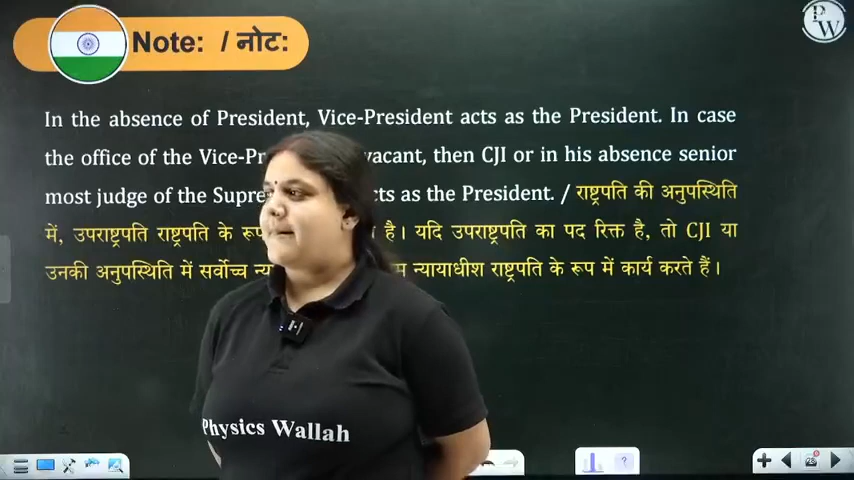 Note: / नोट:
PW
In the absence of President, Vice-President acts as the President. In case
the office of the Vice-Pr vacant, then CJI or in his absence senior
most judge of the Supre cts as the President. / राष्ट्रपति की अनुपस्थिति
में, उपराष्ट्रपति राष्ट्रपति के रू है। यदि उपराष्ट्रपति का पद रिक्त है, तो CJI या
उनकी अनुपस्थिति में सर्वोच्च न्य न्यायाधीश राष्ट्रपति के रूप में कार्य करते हैं।
Physics Wallah